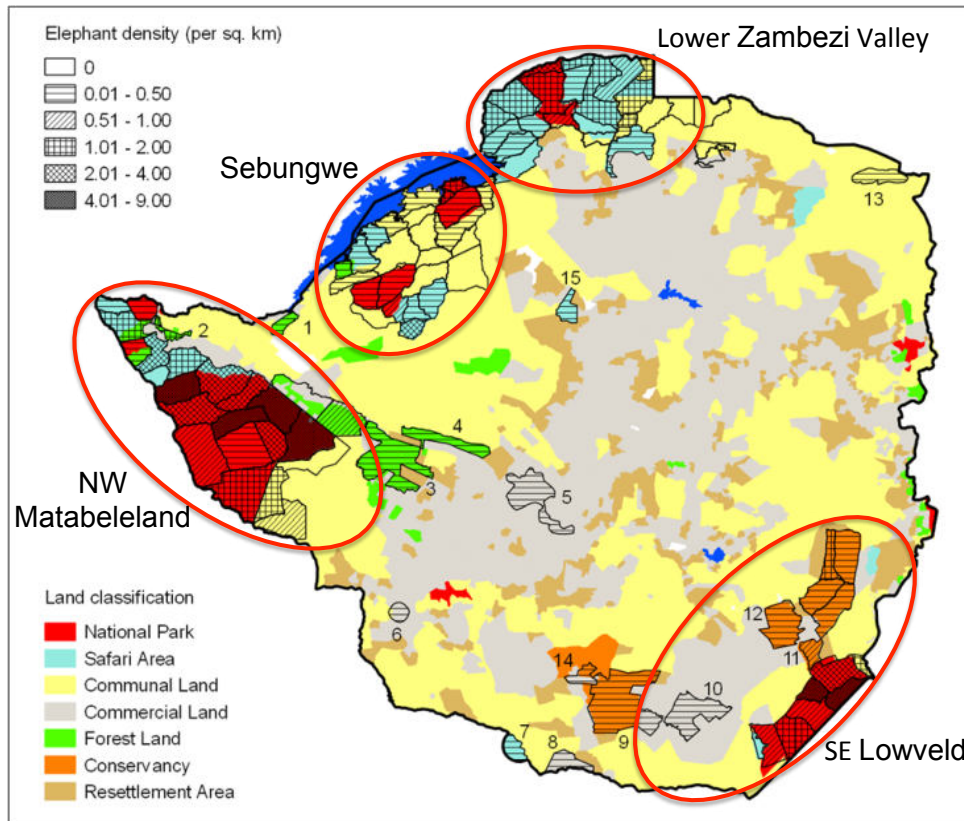 Elephant density (per sq. km)
0
0.01 - 0.50
0.51 - 1.00
1.01 - 2.00
2.01 - 4.00
4.01 - 9.00
Lower Zambezi Valley
Sebungwe
13
15
1
2
4
3
5
NW
Matabeleland
12
11
6
14
10
7
8
9
SE Lowveld
Land classification
National Park
Safari Area
Communal Land
Commercial Land
Forest Land
Conservancy
Resettlement Area